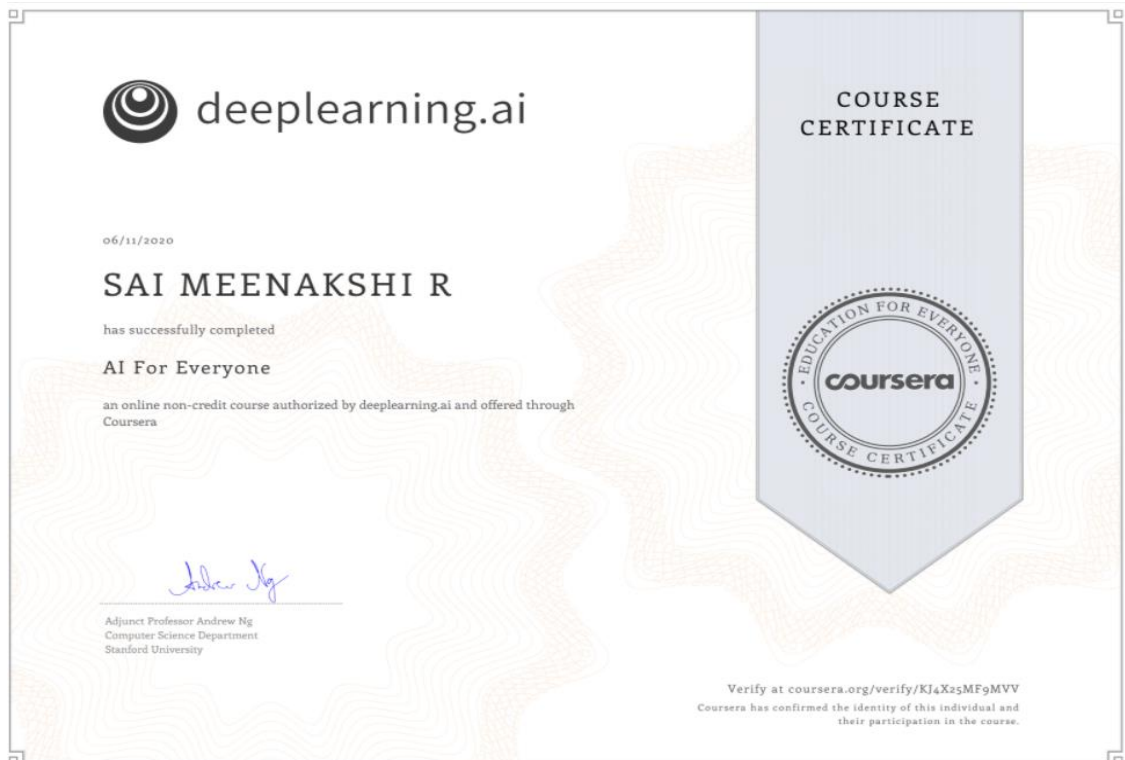 deeplearning.ai
COURSE
CERTIFICATE
06/11/2020
SAI MEENAKSHI R
has successfully completed
AI For Everyone
an online non-credit course authorized by deeplearning.ai and offered through
Coursera
EDUCATION FOR EVERYONE
coursera
COURSE CERTIFICATE
Andrew Ng
Adjunct Professor Andrew Ng
Computer Science Department
Stanford University
Verify at coursera.org/verify/KJ4X25MF9MVV
Coursera has confirmed the identity of this individual and
their participation in the course.